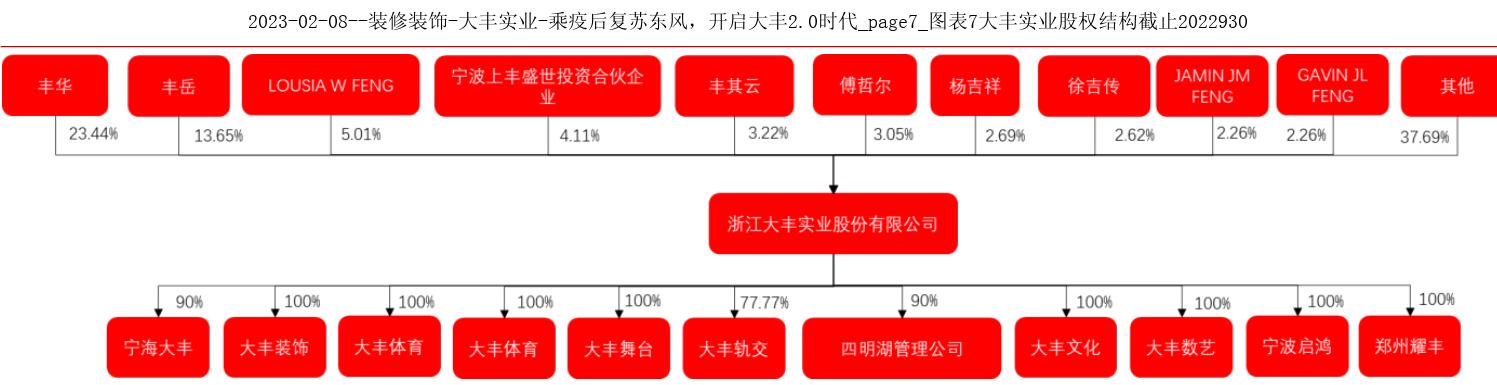 2023-02-08--装修装饰-大丰实业-乘疫后复苏东风，开启大丰2.0时代_page7_图表7大丰实业股权结构截止2022930
丰华
丰岳
LOUSIA W FENG
宁波上丰盛世投资合伙企
业
丰其云
傅哲尔
杨吉祥
徐吉传
JAMIN JM
FENG
GAVIN JL
FENG
其他
23.44%
13.65%
5.01%
4.11%
3.22%
3.05%
2.69%
2.62%
2.26%
2.26%
37.69%
浙江大丰实业股份有限公司
90%
100%
100%
100%
100%
77.77%
90%
100%
100%
100%
100%
宁海大丰
大丰装饰
大丰体育
大丰体育
大丰舞台
大丰轨交
四明湖管理公司
大丰文化
大丰数艺
宁波启鸿
郑州耀丰